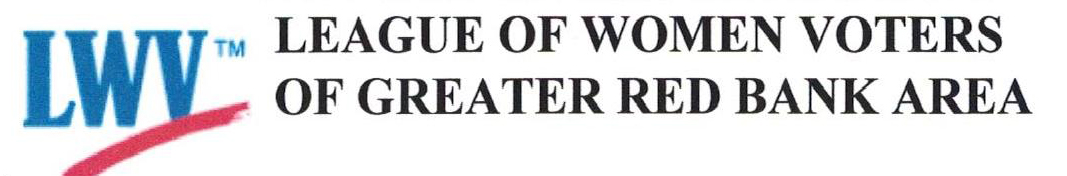 LWV™ LEAGUE OF WOMEN VOTERS
OF GREATER RED BANK AREA